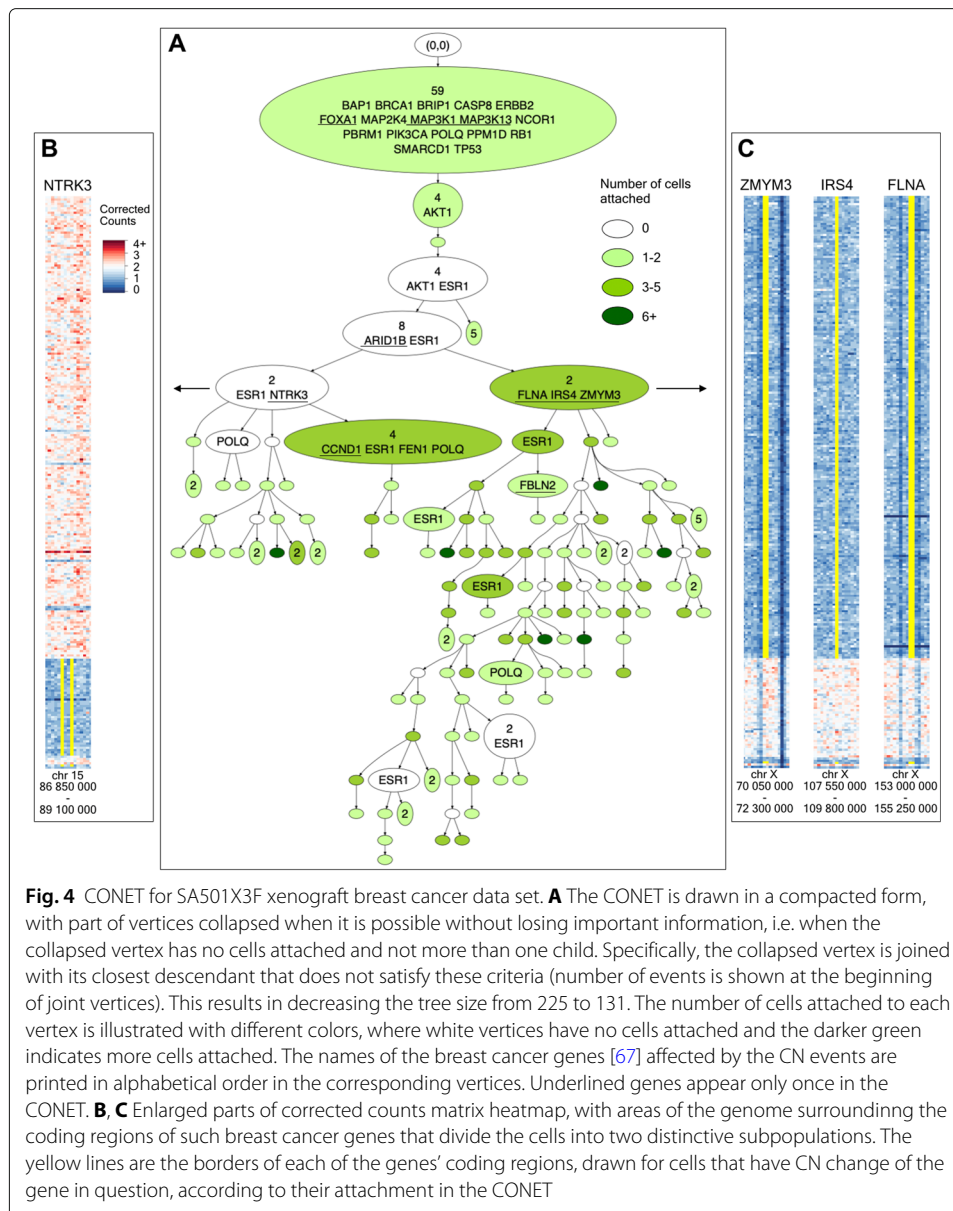 A
(0,0)
59
BAP1 BRCA1 BRIP1 CASP8 ERBB2
FOXA1 MAP2K4 MAP3K1 MAP3K13 NCOR1
PBRM1 PIK3CA POLQ PPM1D RB1
SMARCD1 TP53
4
AKT1
4
AKT1 ESR1
8
ARID1B ESR1
5
2
ESR1 NTRK3
2
FLNA IRS4 ZMYM3
POLQ
4
CCND1 ESR1 FEN1 POLQ
ESR1
2
FBLN2
ESR1
5
2
2
2
2
2
ESR1
2
2
POLQ
2
ESR1
ESR1
2
2
Number of cells
attached
0
1-2
3-5
6+
B
NTRK3
Corrected
Counts
4+
3
2
1
0
chr 15
86 850 000
-
89 100 000
C
ZMYM3 IRS4 FLNA
chr X chr X chr X
70 050 000 107 550 000 153 000 000
- - -
72 300 000 109 800 000 155 250 000
Fig. 4 CONET for SA501X3F xenograft breast cancer data set. A The CONET is drawn in a compacted form,
with part of vertices collapsed when it is possible without losing important information, i.e. when the
collapsed vertex has no cells attached and not more than one child. Specifically, the collapsed vertex is joined
with its closest descendant that does not satisfy these criteria (number of events is shown at the beginning
of joint vertices). This results in decreasing the tree size from 225 to 131. The number of cells attached to each
vertex is illustrated with different colors, where white vertices have no cells attached and the darker green
indicates more cells attached. The names of the breast cancer genes [67] affected by the CN events are
printed in alphabetical order in the corresponding vertices. Underlined genes appear only once in the
CONET. B, C Enlarged parts of corrected counts matrix heatmap, with areas of the genome surroundinng the
coding regions of such breast cancer genes that divide the cells into two distinctive subpopulations. The
yellow lines are the borders of each of the genes' coding regions, drawn for cells that have CN change of the
gene in question, according to their attachment in the CONET